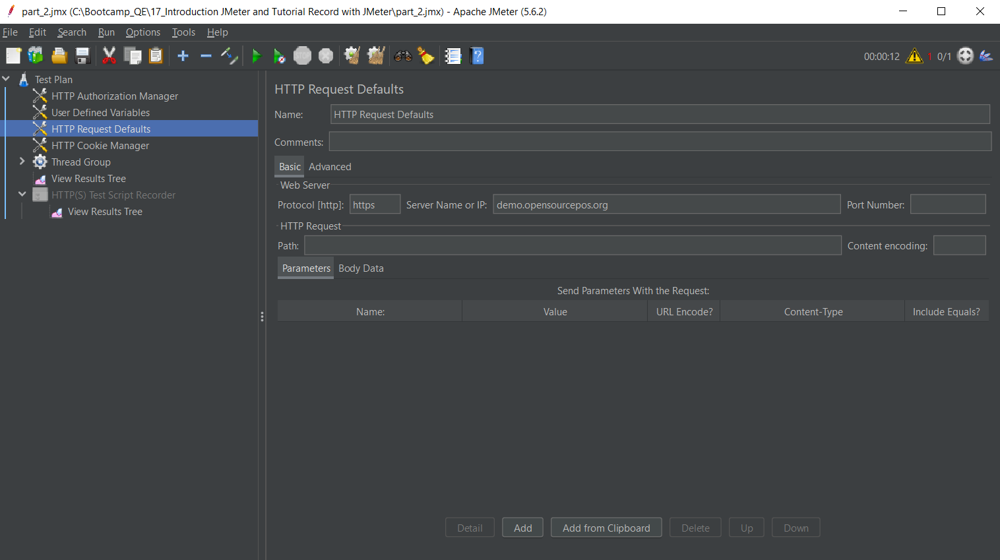 part_2.jmx (C:\Bootcamp_QE\17_Introduction JMeter and Tutorial Record with JMeter\part_2.jmx) - Apache JMeter (5.6.2)
File Edit Search Run Options Tools Help
STOP 00:00:12 1 0/1
Test Plan
HTTP Authorization Manager
User Defined Variables
HTTP Request Defaults
HTTP Cookie Manager
Thread Group
View Results Tree
HTTP(S) Test Script Recorder
View Results Tree
HTTP Request Defaults
Name: HTTP Request Defaults
Comments:
Basic Advanced
Web Server
Protocol [http]: https Server Name or IP: demo.opensourcepos.org Port Number:
HTTP Request
Path: Content encoding:
Parameters Body Data
Send Parameters With the Request:
Name: Value URL Encode? Content-Type Include Equals?
Detail Add Add from Clipboard Delete Up Down